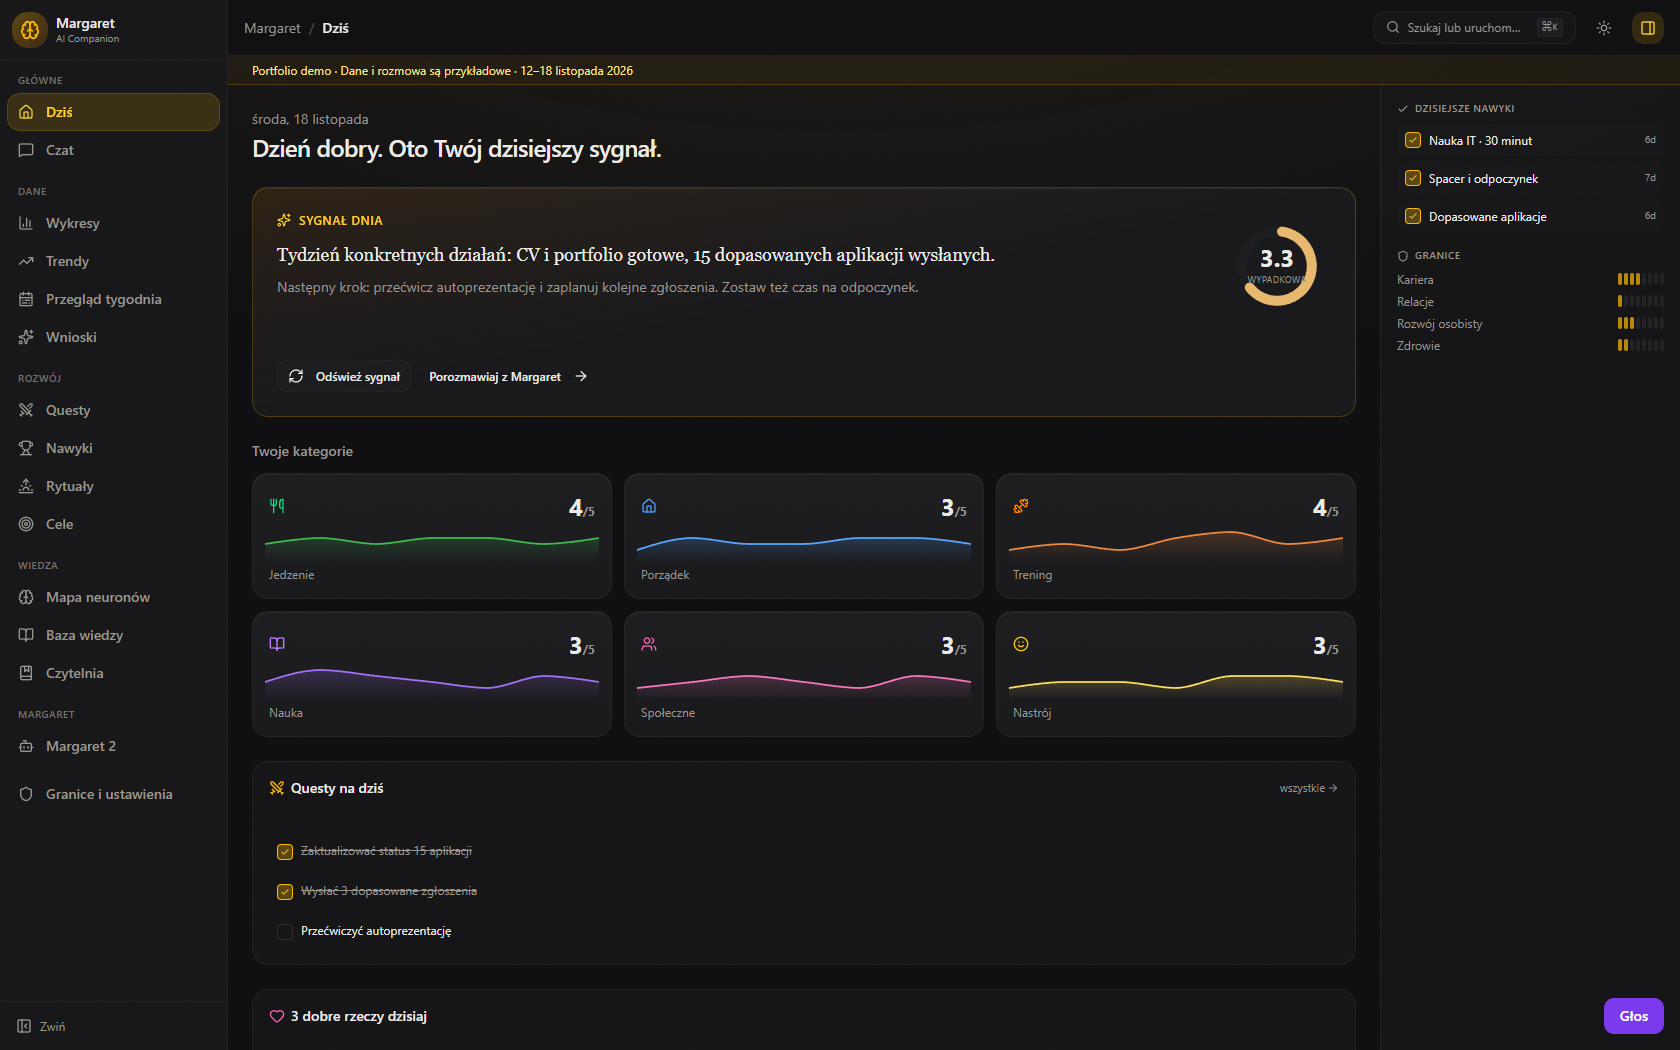 Margaret
AI Companion
GŁÓWNE
Dziś
Czat
DANE
Wykresy
Trendy
Przegląd tygodnia
Wnioski
ROZWÓJ
Questy
Nawyki
Rytuały
Cele
WIEDZA
Mapa neuronów
Baza wiedzy
Czytelnia
MARGARET
Margaret 2
Granice i ustawienia
Zwiń
Margaret / Dziś
Szukaj lub uruchom... ⌘K
Portfolio demo · Dane i rozmowa są przykładowe · 12–18 listopada 2026
środa, 18 listopada
Dzień dobry. Oto Twój dzisiejszy sygnał.
SYGNAŁ DNIA
Tydzień konkretnych działań: CV i portfolio gotowe, 15 dopasowanych aplikacji wysłanych.
Następny krok: przećwicz autoprezentację i zaplanuj kolejne zgłoszenia. Zostaw też czas na odpoczynek.
3.3
WYPADKOWA
Odśwież sygnał
Porozmawiaj z Margaret
Twoje kategorie
4/5
Jedzenie
3/5
Porządek
4/5
Trening
3/5
Nauka
3/5
Społeczne
3/5
Nastrój
Questy na dziś
wszystkie
Zaktualizować status 15 aplikacji
Wysłać 3 dopasowane zgłoszenia
Przećwiczyć autoprezentację
3 dobre rzeczy dzisiaj
DZISIEJSZE NAWYKI
Nauka IT · 30 minut 6d
Spacer i odpoczynek 7d
Dopasowane aplikacje 6d
GRANICE
Kariera
Relacje
Rozwój osobisty
Zdrowie
Głos